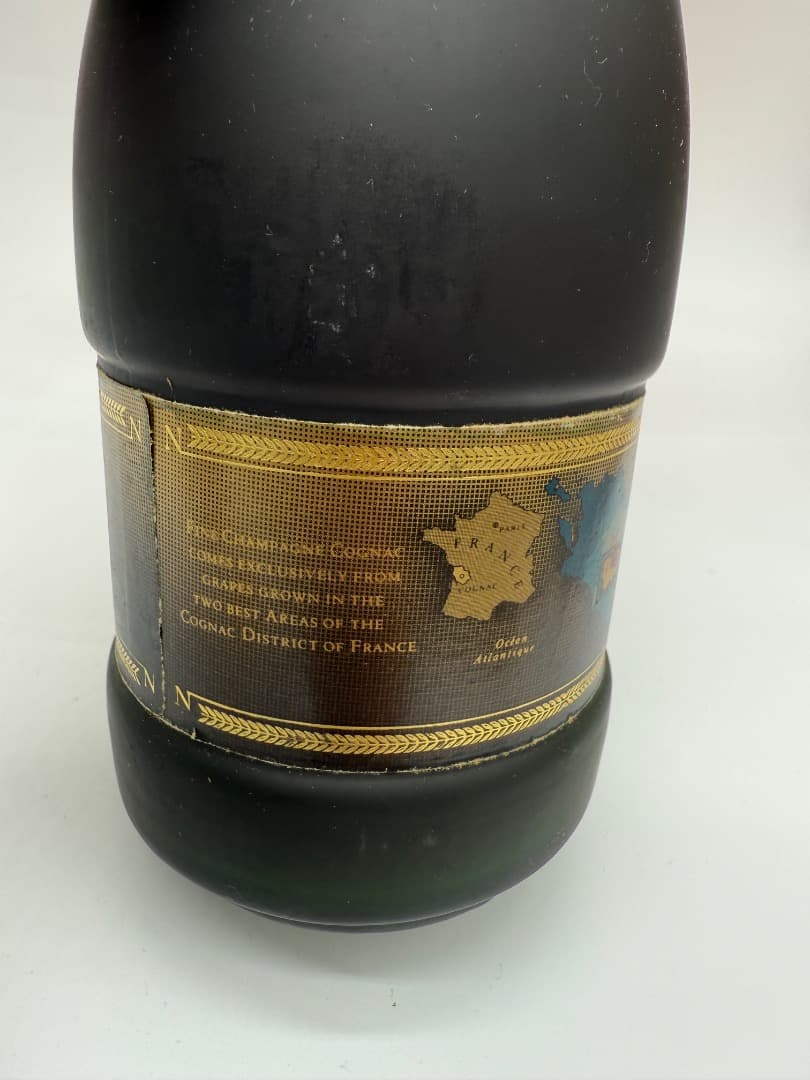 N
N
FINE CHAMPAGNE COGNAC
COMES EXCLUSIVELY FROM
GRAPES GROWN IN THE
TWO BEST AREAS OF THE
COGNAC DISTRICT OF FRANCE
PARIS
FRANCE
COGNAC
Océan
Atlantique
N
N